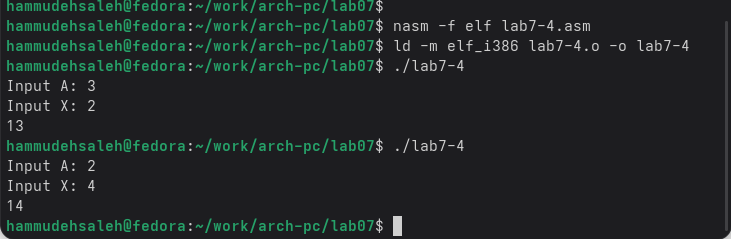 hammudehsaleh@fedora:~/work/arch-pc/lab07$
hammudehsaleh@fedora:~/work/arch-pc/lab07$ nasm -f elf lab7-4.asm
hammudehsaleh@fedora:~/work/arch-pc/lab07$ ld -m elf_i386 lab7-4.o -o lab7-4
hammudehsaleh@fedora:~/work/arch-pc/lab07$ ./lab7-4
Input A: 3
Input X: 2
13
hammudehsaleh@fedora:~/work/arch-pc/lab07$ ./lab7-4
Input A: 2
Input X: 4
14
hammudehsaleh@fedora:~/work/arch-pc/lab07$